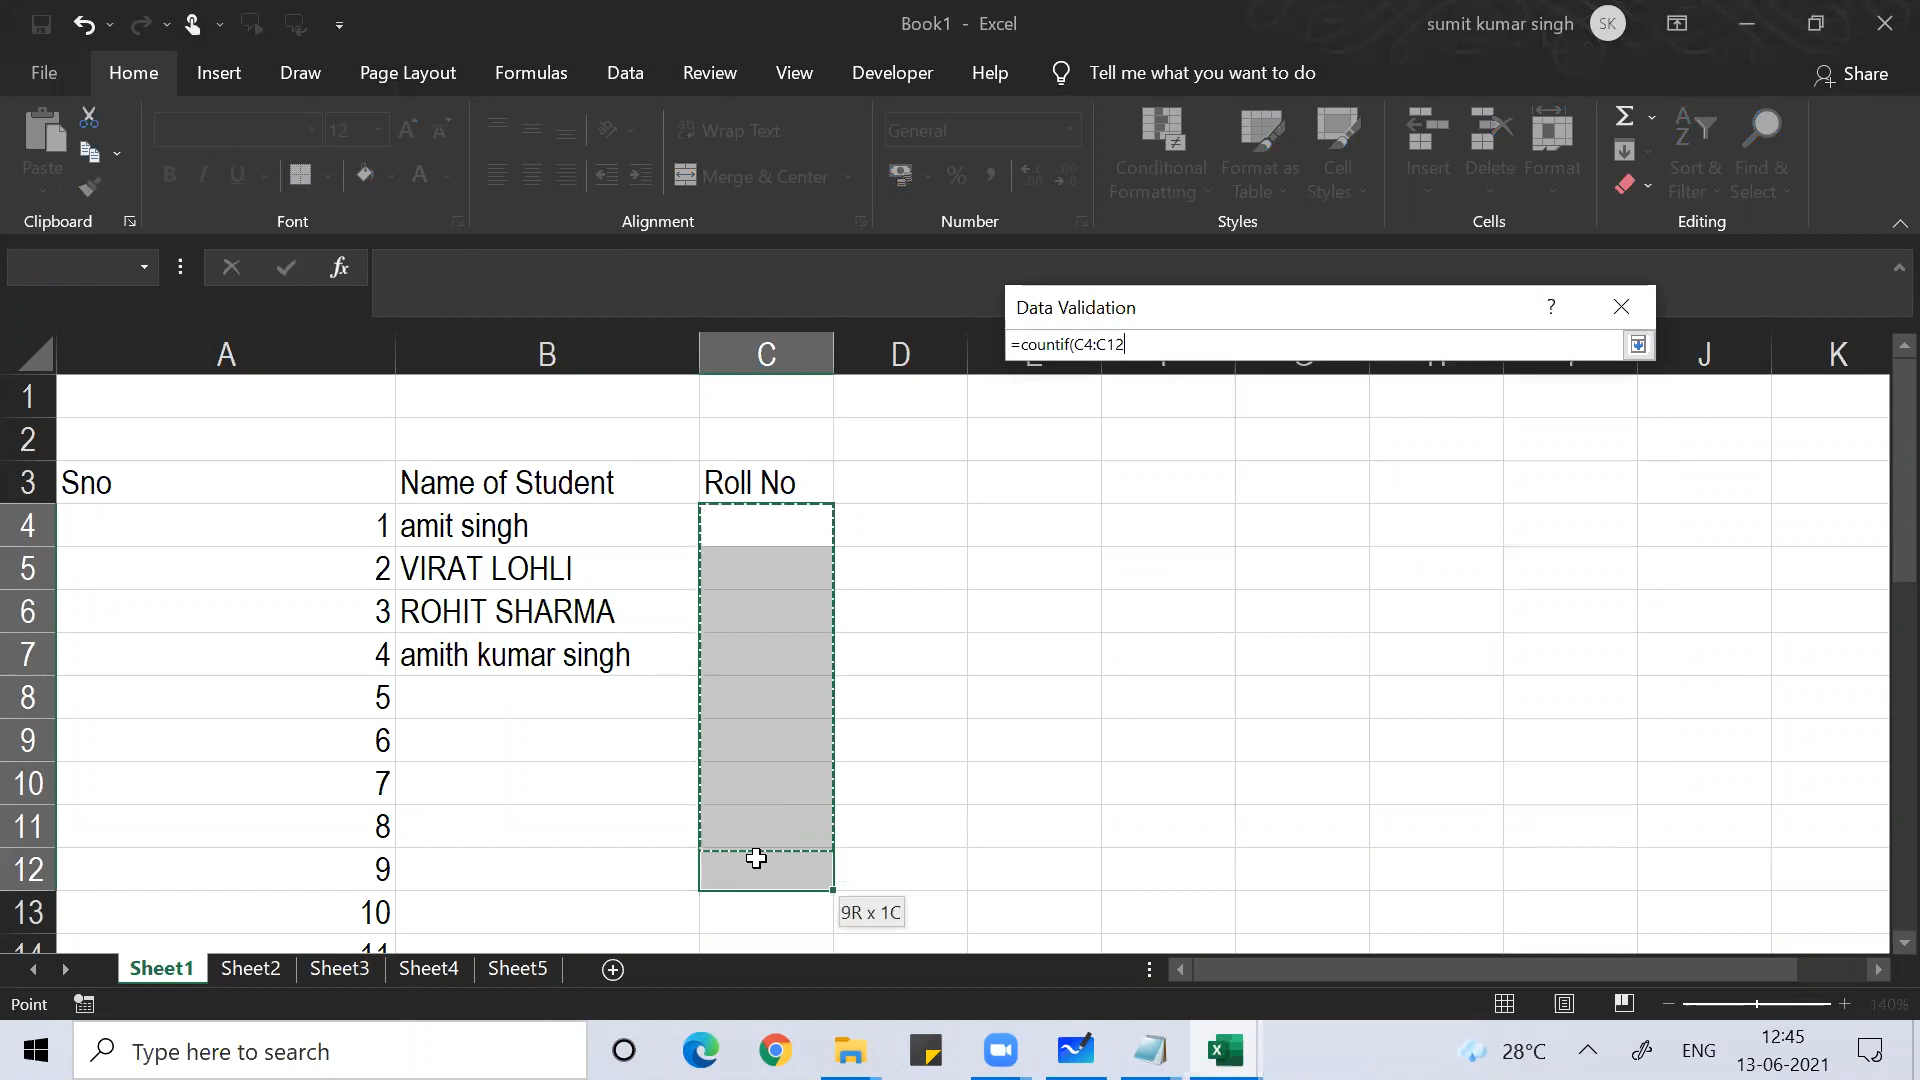 Book1 - Excel
sumit kumar singh
SK
File Home Insert Draw Page Layout Formulas Data Review View Developer Help Tell me what you want to do Share
Paste
Clipboard
12
B I U A
Font
Wrap Text
Merge & Center
Alignment
General
% ,
Number
Conditional Formatting
Format as Table
Cell Styles
Styles
Insert Delete Format
Cells
Sort & Filter
Find & Select
Editing
fx
Data Validation ?
=countif(C4:C12
A B C D J K
1
2
3 Sno Name of Student Roll No
4 1 amit singh
5 2 VIRAT LOHLI
6 3 ROHIT SHARMA
7 4 amith kumar singh
8 5
9 6
10 7
11 8
12 9
13 10
14 11
9R x 1C
Sheet1 Sheet2 Sheet3 Sheet4 Sheet5
Point
140%
Type here to search
28°C
ENG
12:45
13-06-2021